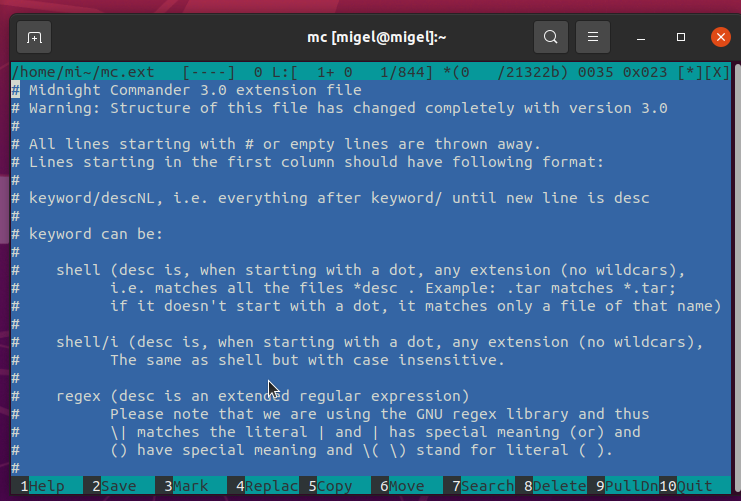 mc [migel@migel]:~
/home/mi~/mc.ext   [----]  0 L:[  1+ 0   1/844] *(0   /21322b) 0035 0x023 [*][X]
# Midnight Commander 3.0 extension file
# Warning: Structure of this file has changed completely with version 3.0
#
# All lines starting with # or empty lines are thrown away.
# Lines starting in the first column should have following format:
#
# keyword/descNL, i.e. everything after keyword/ until new line is desc
#
# keyword can be:
#
#    shell (desc is, when starting with a dot, any extension (no wildcars),
#          i.e. matches all the files *desc . Example: .tar matches *.tar;
#          if it doesn't start with a dot, it matches only a file of that name)
#
#    shell/i (desc is, when starting with a dot, any extension (no wildcars),
#          The same as shell but with case insensitive.
#
#    regex (desc is an extended regular expression)
#          Please note that we are using the GNU regex library and thus
#          \| matches the literal | and | has special meaning (or) and
#          () have special meaning and \( \) stand for literal ( ).
#
1Help  2Save  3Mark  4Replac 5Copy  6Move  7Search 8Delete 9PullDn 10Quit